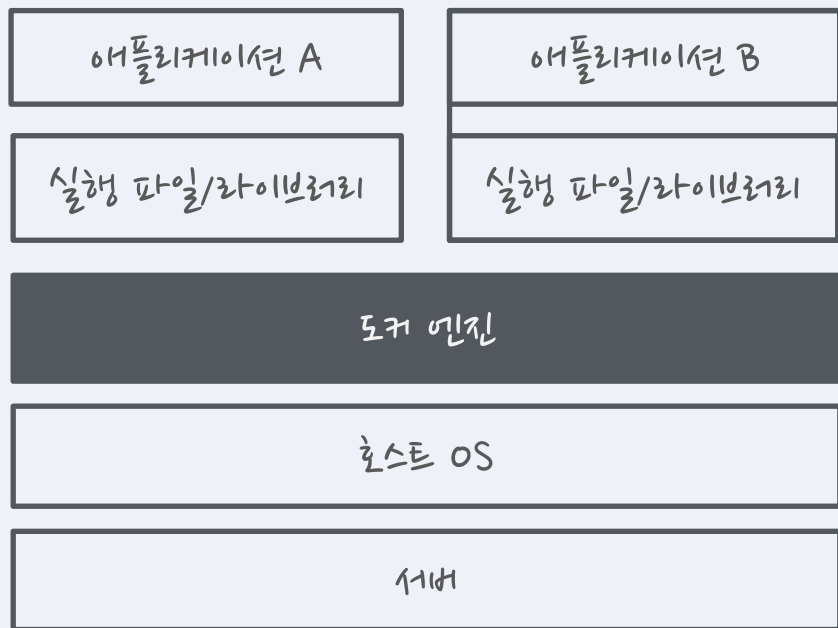 애플리케이션 A
애플리케이션 B
실행 파일/라이브러리
실행 파일/라이브러리
도커 엔진
호스트 OS
서버